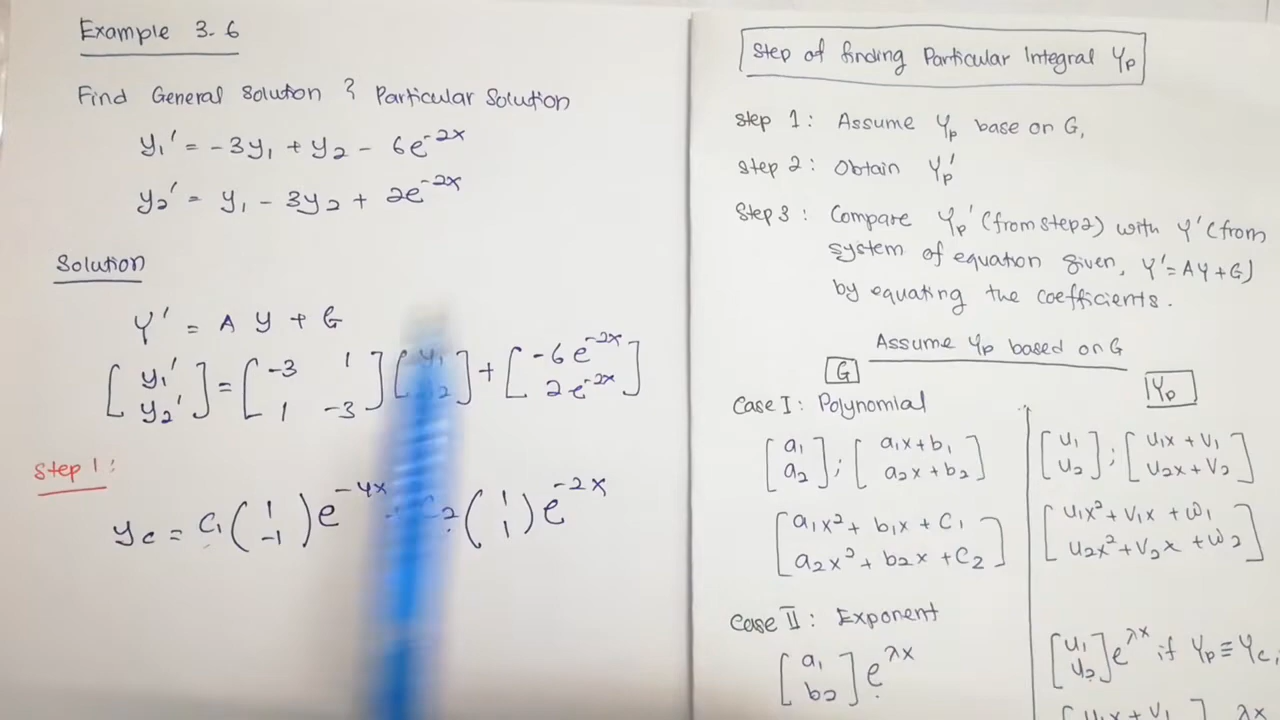 Example 3.6
Find General Solution & Particular Solution
y₁' = -3y₁ + y₂ - 6e^-2x
y₂' = y₁ - 3y₂ + 2e^-2x
Solution
Y' = A Y + G
[y₁' y₂'] = [-3 1 1 -3] [y₁ 2] + [-6e^-2x 2e^-2x]
Step 1:
yc = C₁ (1 -1) e^-4x C₂ (1 1) e^-2x
Step of finding Particular Integral Yp
Step 1: Assume Yp base on G,
Step 2: Obtain Yp'
Step 3: Compare Yp' (from step 2) with Y' (from
system of equation given, Y' = AY + G)
by equating the coefficients.
Assume Yp based on G
G Yp
Case I: Polynomial
[a₁ a₂] ; [a₁x + b₁ a₂x + b₂] [u₁ u₂] ; [u₁x + v₁ u₂x + v₂]
[a₁x² + b₁x + c₁ a₂x² + b₂x + c₂] [u₁x² + v₁x + w₁ u₂x² + v₂x + w₂]
Case II: Exponent
[a₁ b₂] e^λx [u₁ u₂] e^λx if Yp ≡ Yc,
[u₁x + v₁ λx